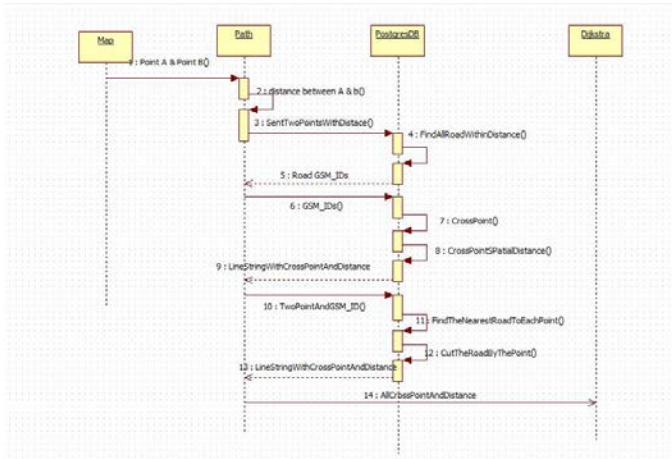 Map
Path
PostgresDB
Dijkstra
1 : Point A & Point B()
2 : distance between A & b()
3 : SentTwoPointsWithDistace()
4 : FindAllRoadWithinDistance()
5 : Road GSM_IDs
6 : GSM_IDs()
7 : CrossPoint()
8 : CrossPointSPatialDistance()
9 : LineStringWithCrossPointAndDistance
10 : TwoPointAndGSM_ID()
11 : FindTheNearestRoadToEachPoint()
12 : CutTheRoadByThePoint()
13 : LineStringWithCrossPointAndDistance
14 : AllCrossPointAndDistance